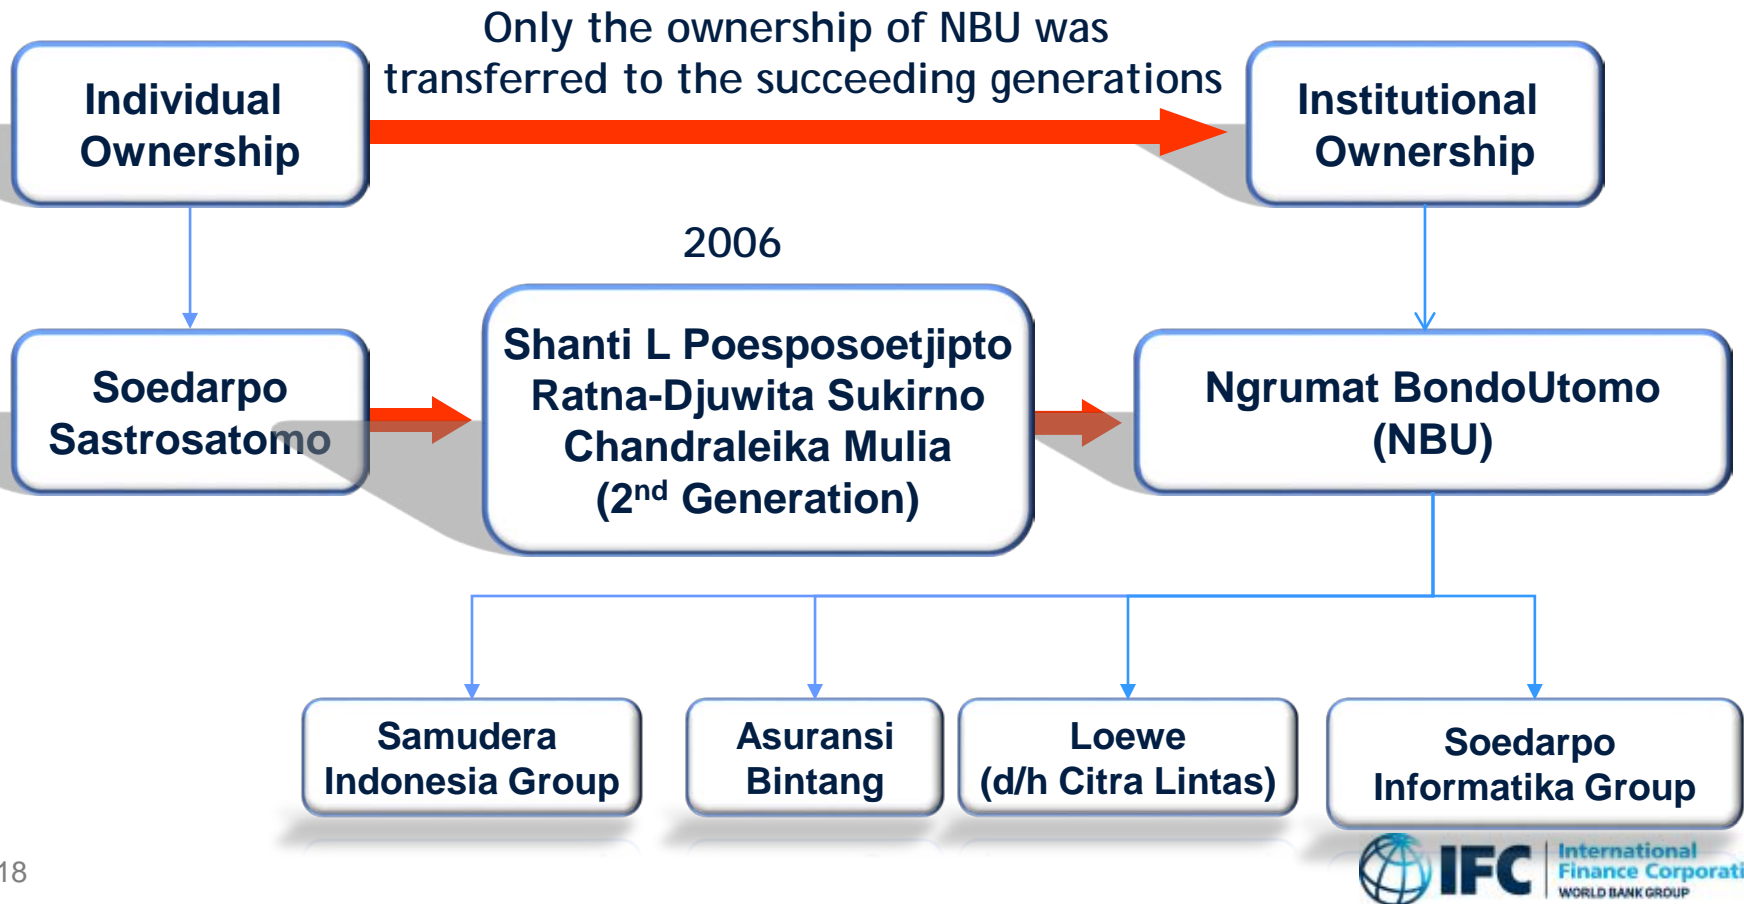 Only the ownership of NBU was
transferred to the succeeding generations
Individual
Ownership
Institutional
Ownership
2006
Soedarpo
Sastrosatomo
Shanti L Poesposoetjipto
Ratna-Djuwita Sukirno
Chandraleika Mulia
(2nd Generation)
Ngrumat BondoUtomo
(NBU)
Samudera
Indonesia Group
Asuransi
Bintang
Loewe
(d/h Citra Lintas)
Soedarpo
Informatika Group
18
IFC
International
Finance Corporati
WORLD BANK GROUP